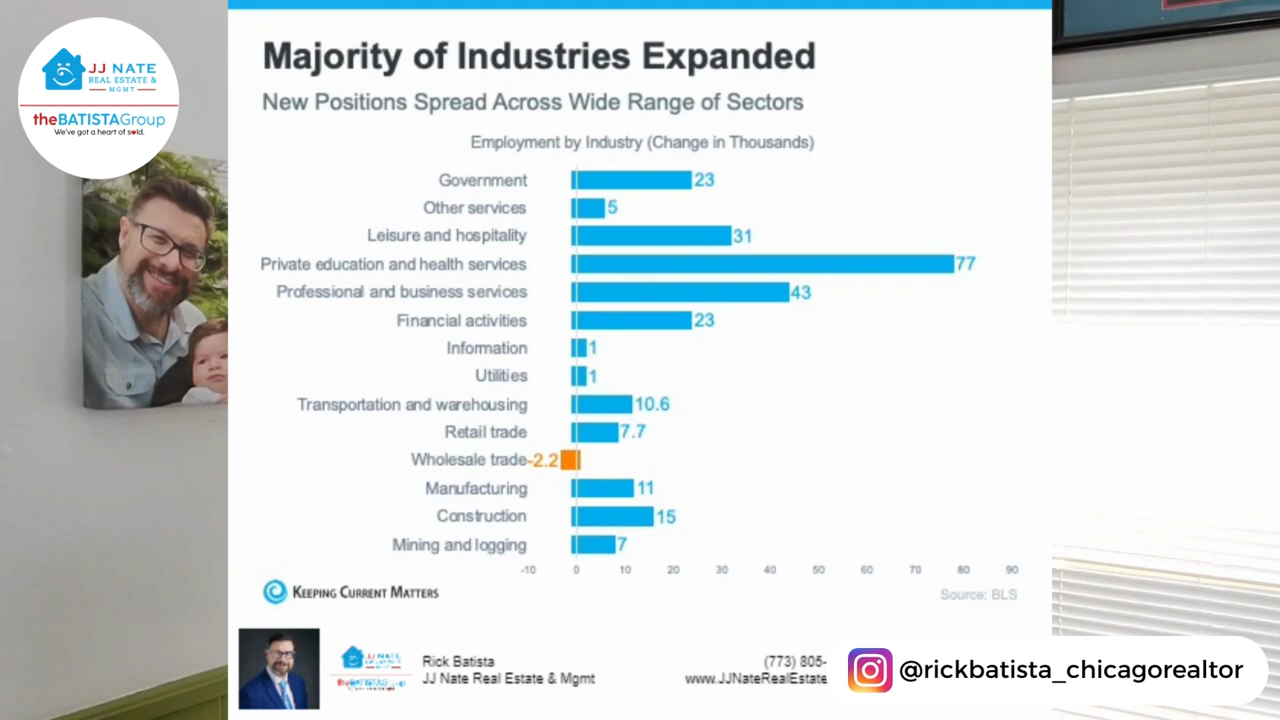 JJ NATE
REAL ESTATE &
MGMT
theBATISTAGroup
We've got a heart of sold.
Majority of Industries Expanded
New Positions Spread Across Wide Range of Sectors
Employment by Industry (Change in Thousands)
Government 23
Other services 5
Leisure and hospitality 31
Private education and health services 77
Professional and business services 43
Financial activities 23
Information 1
Utilities 1
Transportation and warehousing 10.6
Retail trade 7.7
Wholesale trade -2.2
Manufacturing 11
Construction 15
Mining and logging 7
-10 0 10 20 30 40 50 60 70 80 90
KEEPING CURRENT MATTERS
Source: BLS
JJ NATE
theBATISTAGroup
Rick Batista
JJ Nate Real Estate & Mgmt
(773) 805-
www.JJNateRealEstate
@rickbatista_chicagorealtor